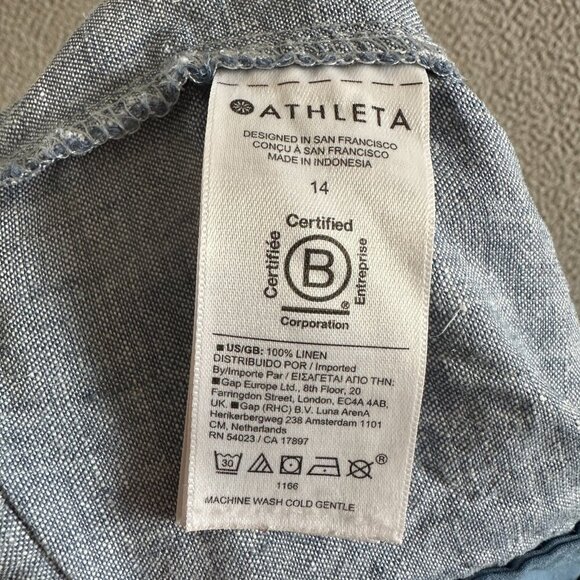 ATHLETA
DESIGNED IN SAN FRANCISCO
CONÇU À SAN FRANCISCO
MADE IN INDONESIA
14
Certified
Certifiée
B
Entreprise
®
Corporation
■ US/GB: 100% LINEN
DISTRIBUIDO POR / Imported
By/Importe Par / ΕΙΣΑΓΕΤΑΙ ΑΠΟ ΤΗΝ:
■ Gap Europe Ltd., 8th Floor, 20
Farringdon Street, London, EC4A 4AB,
UK. ■ Gap (RHC) B.V. Luna ArenA
Herikerbergweg 238 Amsterdam 1101
CM, Netherlands
RN 54023 / CA 17897
30 ®
1166
MACHINE WASH COLD GENTLE